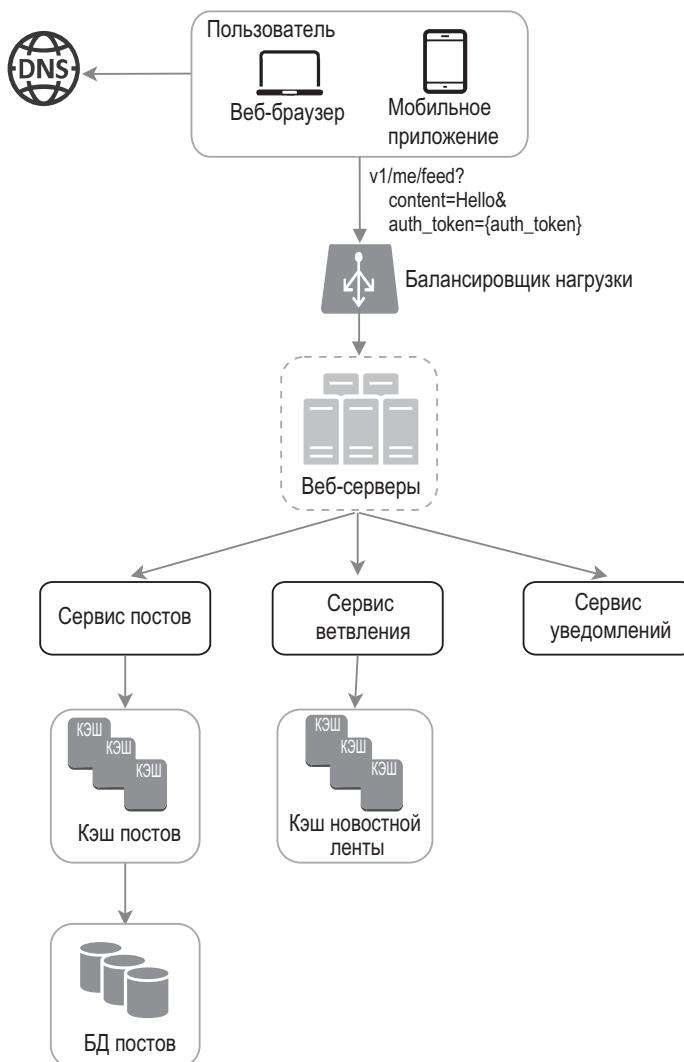 Пользователь
DNS
Веб-браузер
Мобильное
приложение
v1/me/feed?
content=Hello&
auth_token={auth_token}
Балансировщик нагрузки
Веб-серверы
Сервис постов
Сервис
ветвления
Сервис
уведомлений
КЭШ
КЭШ
КЭШ
Кэш постов
КЭШ
КЭШ
КЭШ
Кэш новостной
ленты
БД постов